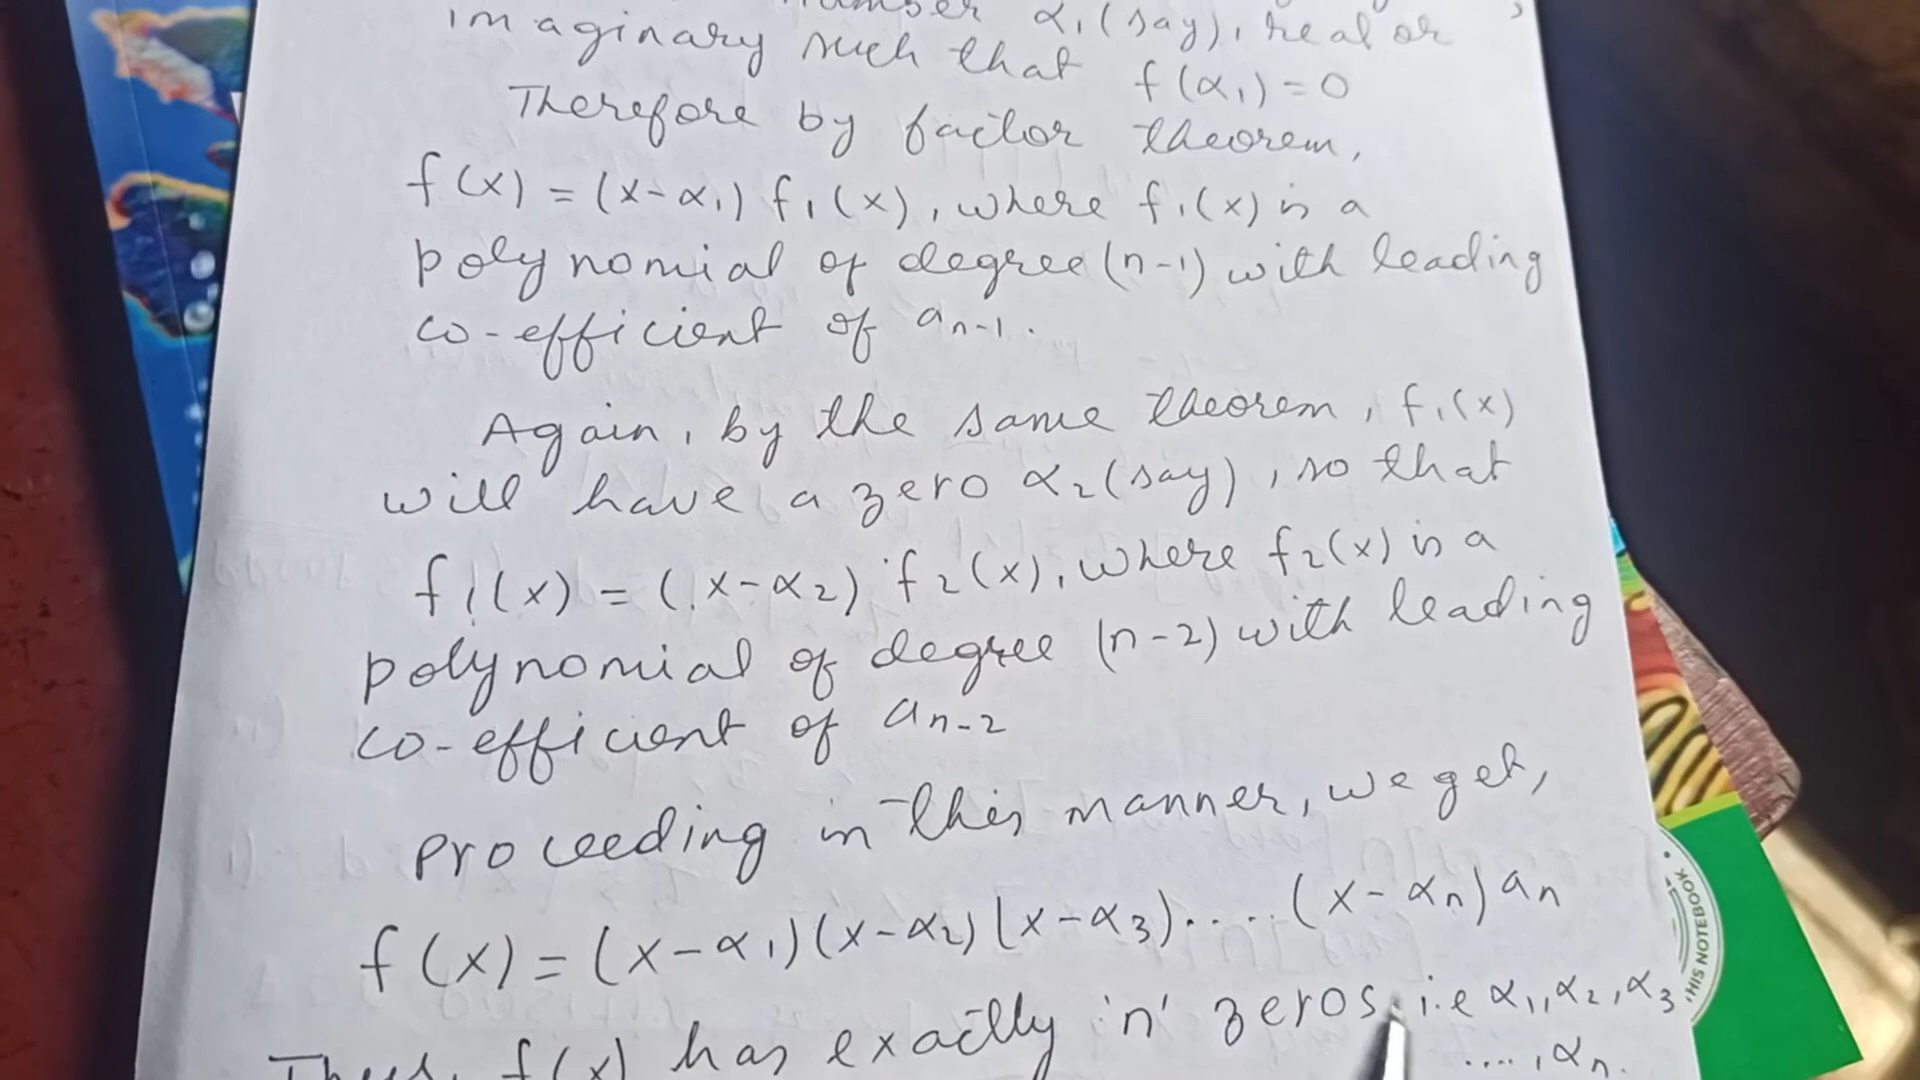 number α₁(say), real or
imaginary such that f(α₁)=0
Therefore by factor theorem,
f(x) = (x-α₁) f₁(x), where f₁(x) is a
polynomial of degree (n-1) with leading
co-efficient of aₙ₋₁.
Again, by the same theorem, f₁(x)
will have a zero α₂(say), so that
f₁(x) = (x-α₂) f₂(x), where f₂(x) is a
polynomial of degree (n-2) with leading
co-efficient of aₙ₋₂
Proceeding in this manner, we get,
f(x) = (x-α₁)(x-α₂)(x-α₃)....(x-αₙ)aₙ
Thus, f(x) has exactly 'n' zeros i.e α₁, α₂, α₃
...., αₙ.
THIS NOTEBOOK